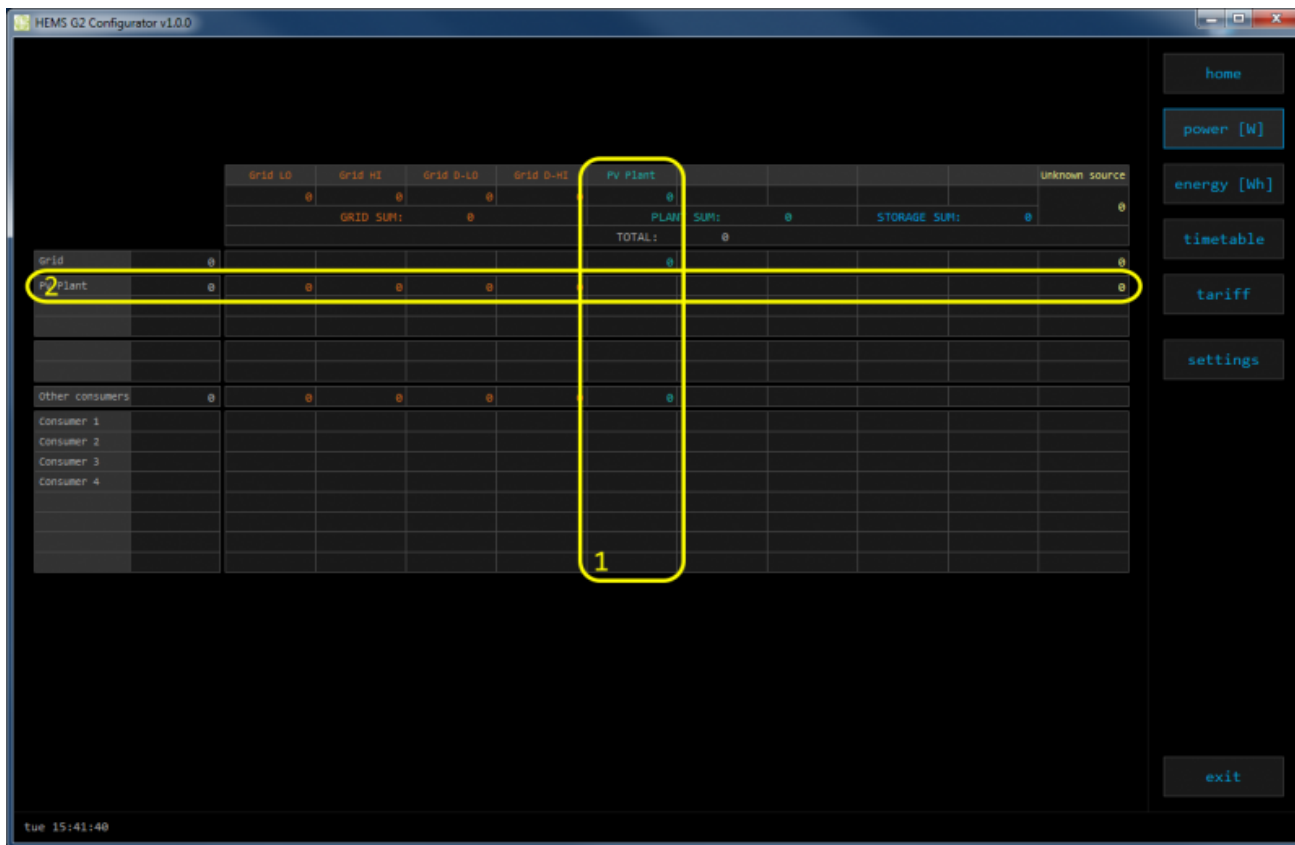 HEMS G2 Configurator v1.0.0
home
power [W]
energy [Wh]
timetable
tariff
settings
exit
Grid LO Grid HI Grid D-LO Grid D-HI PV Plant Unknown source
0 0 0 0 0
GRID SUM: 0 PLANT SUM: 0 STORAGE SUM: 0
TOTAL: 0
Grid 0 0 0
2
PV Plant 0 0 0 0 0 0
Other consumers 0 0 0 0 0 0
Consumer 1
Consumer 2
Consumer 3
Consumer 4
1
tue 15:41:40